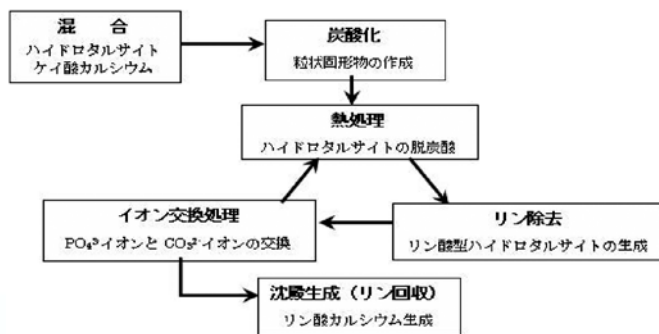 混　合
ハイドロタルサイト
ケイ酸カルシウム
炭酸化
粒状固形物の作成
熱処理
ハイドロタルサイトの脱炭酸
イオン交換処理
PO₄³⁻イオンと CO₃²⁻イオンの交換
リン除去
リン酸型ハイドロタルサイトの生成
沈殿生成（リン回収）
リン酸カルシウム生成